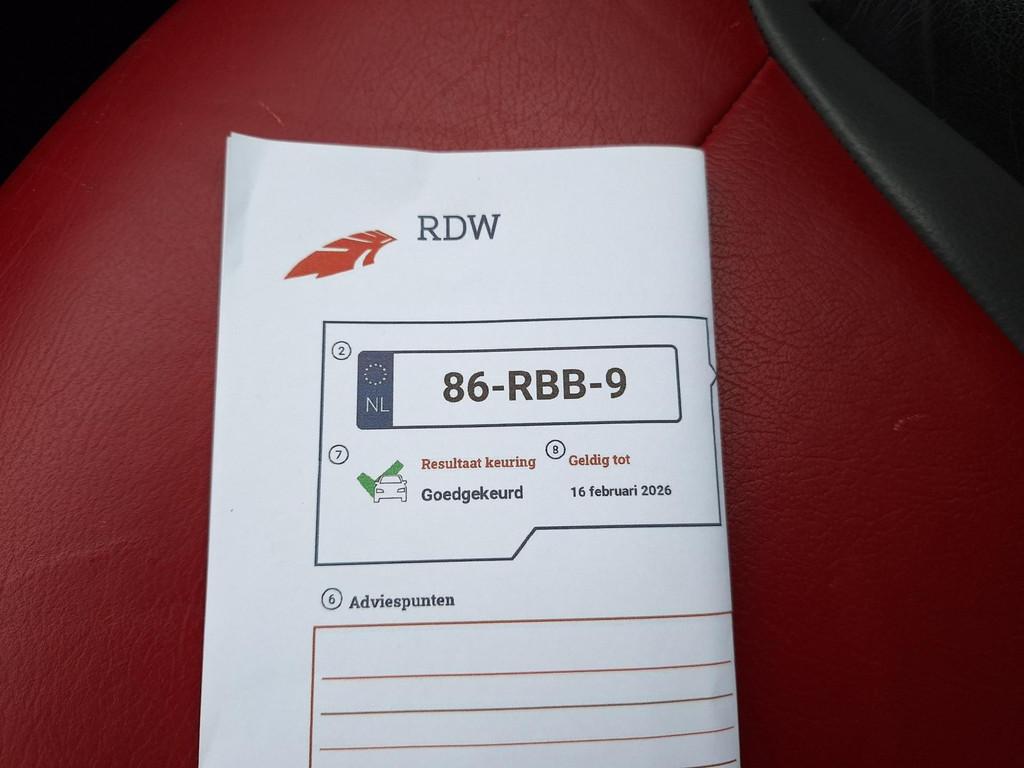 RDW
2
NL
86-RBB-9
7
Resultaat keuring
8
Geldig tot
Goedgekeurd
16 februari 2026
6 Adviespunten